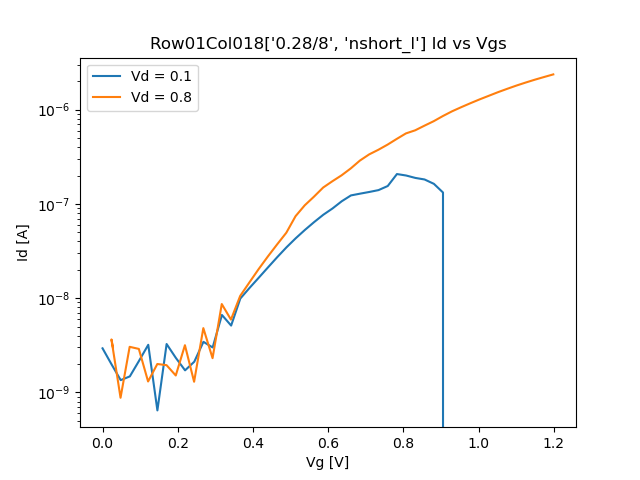 Row01Col018['0.28/8', 'nshort_l'] Id vs Vgs
Vd = 0.1
Vd = 0.8
Id [A]
10⁻⁶
10⁻⁷
10⁻⁸
10⁻⁹
0.0 0.2 0.4 0.6 0.8 1.0 1.2
Vg [V]